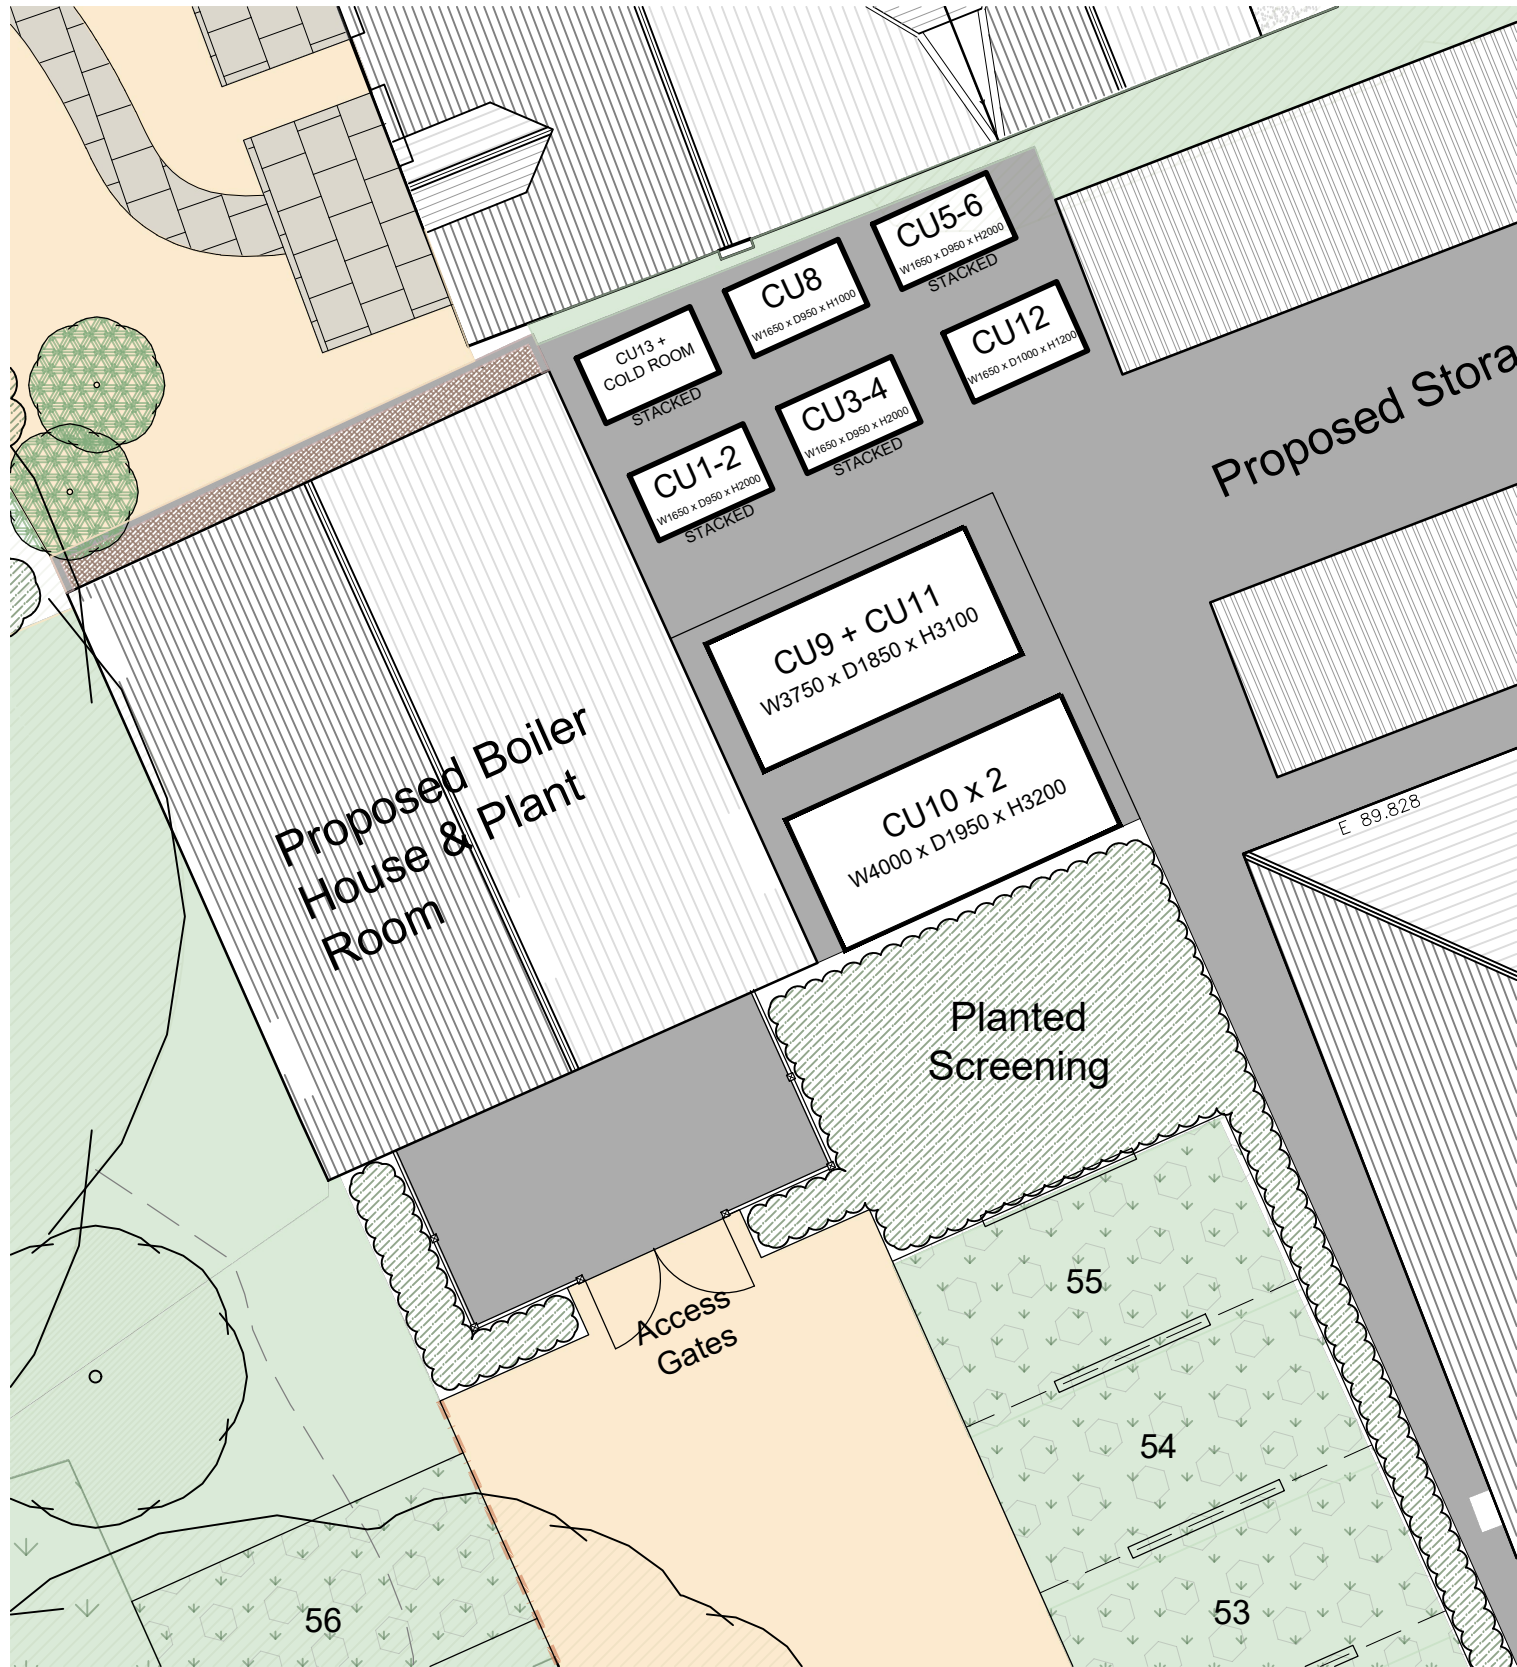 CU5-6
W1650 x D950 x H2000
STACKED
CU8
W1650 x D950 x H1000
CU13 +
COLD ROOM
STACKED
CU12
W1650 x D1000 x H1200
CU3-4
W1650 x D950 x H2000
STACKED
CU1-2
W1650 x D950 x H2000
STACKED
Proposed Stora
CU9 + CU11
W3750 x D1850 x H3100
CU10 x 2
W4000 x D1950 x H3200
E 89.828
Proposed Boiler
House & Plant
Room
Planted
Screening
Access
Gates
55
54
53
56